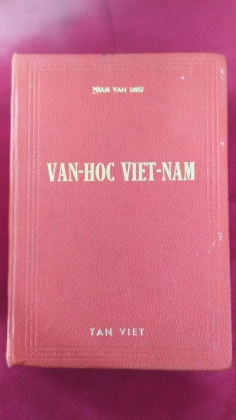 PHAM VAN DIEU
VAN-HOC VIET-NAM
TAN VIET